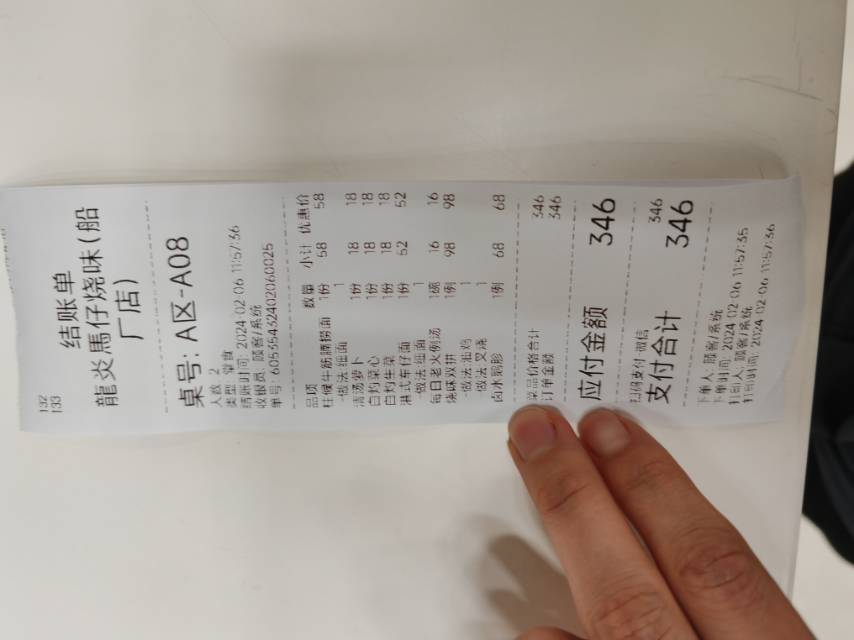 132
133
结账单
龍炎馬仔烧味(船
厂店)
桌号: A区-A08
人数 2
类型 堂食
结账时间: 2024-02-06 11:57:36
收银员: 顾客/系统
单号: 60535432402060025
品项 数量 小计 优惠价
柱候牛筋腩捞面 1份 58 58
-做法 细面 1
清汤萝卜 1份 18 18
白灼菜心 1份 18 18
白灼生菜 1份 18 18
港式车仔面 1份 52 52
-做法 细面 1
每日老火例汤 1碗 16 16
烧味双拼 1例 98 98
-做法 油鸡 1
-做法 叉烧 1
卤水鹅胗 1例 68 68
菜品价格合计 346
订单金额 346
应付金额 346
扫码支付-微信 346
支付合计 346
下单人: 顾客/系统
下单时间: 2024-02-06 11:57:35
打印人: 顾客/系统
打印时间: 2024-02-06 11:57:36